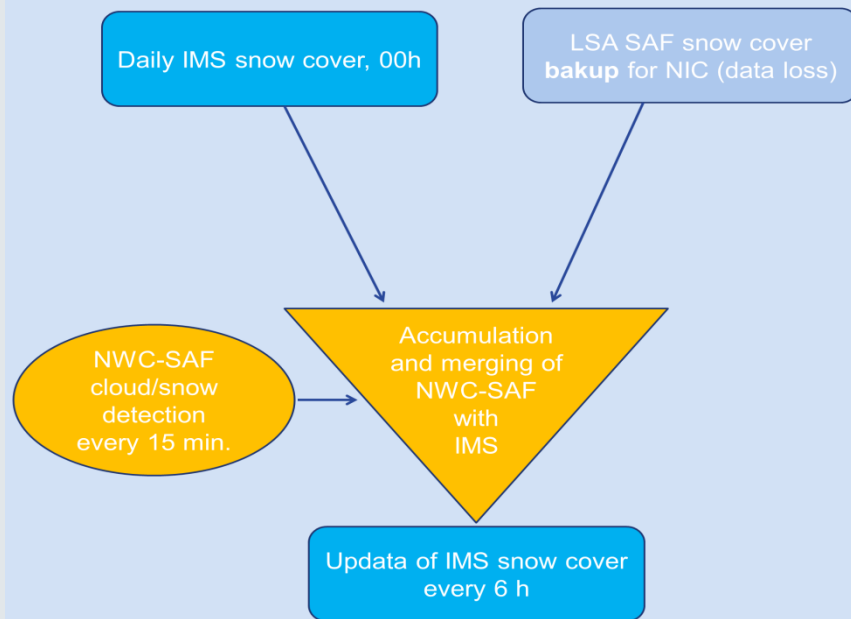 Daily IMS snow cover, 00h
LSA SAF snow cover
bakup for NIC (data loss)
NWC-SAF
cloud/snow
detection
every 15 min.
Accumulation
and merging of
NWC-SAF
with
IMS
Updata of IMS snow cover
every 6 h